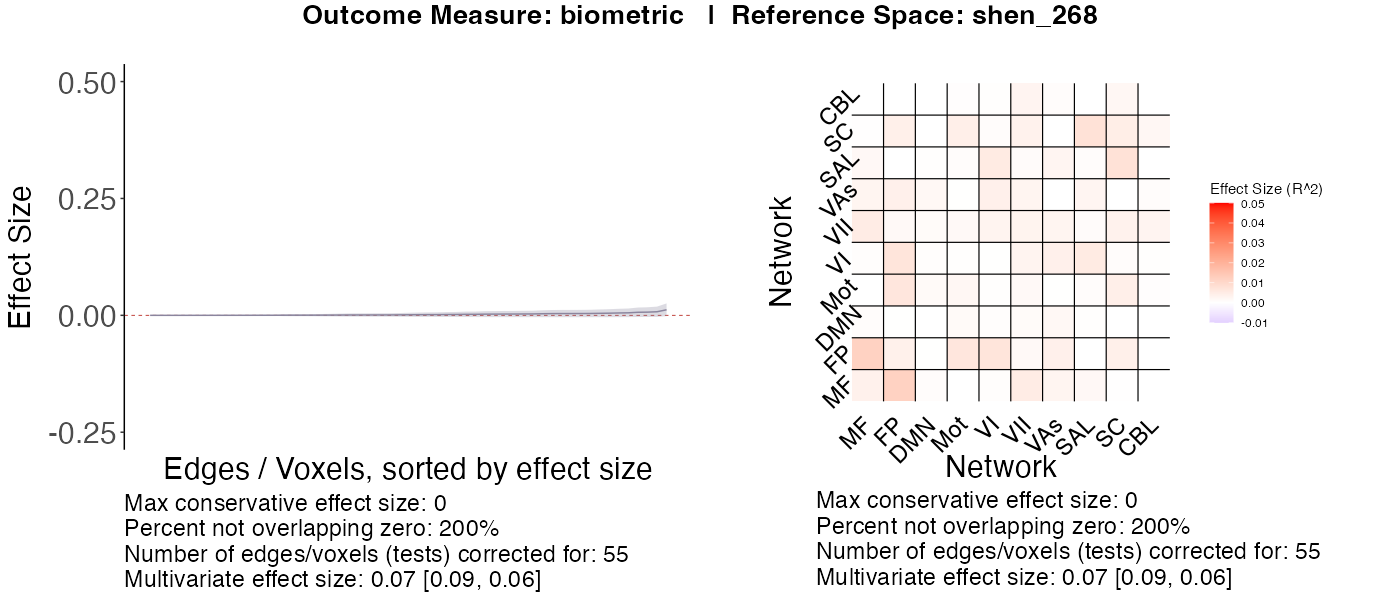 Outcome Measure: biometric | Reference Space: shen_268
Effect Size
0.50
0.25
0.00
-0.25
Edges / Voxels, sorted by effect size
Max conservative effect size: 0
Percent not overlapping zero: 200%
Number of edges/voxels (tests) corrected for: 55
Multivariate effect size: 0.07 [0.09, 0.06]
Network
CBL
SC
SAL
VAs
VII
VI
Mot
DMN
FP
MF
MF
FP
DMN
Mot
VI
VII
VAs
SAL
SC
CBL
Network
Effect Size (R^2)
0.05
0.04
0.03
0.02
0.01
0.00
-0.01
Max conservative effect size: 0
Percent not overlapping zero: 200%
Number of edges/voxels (tests) corrected for: 55
Multivariate effect size: 0.07 [0.09, 0.06]